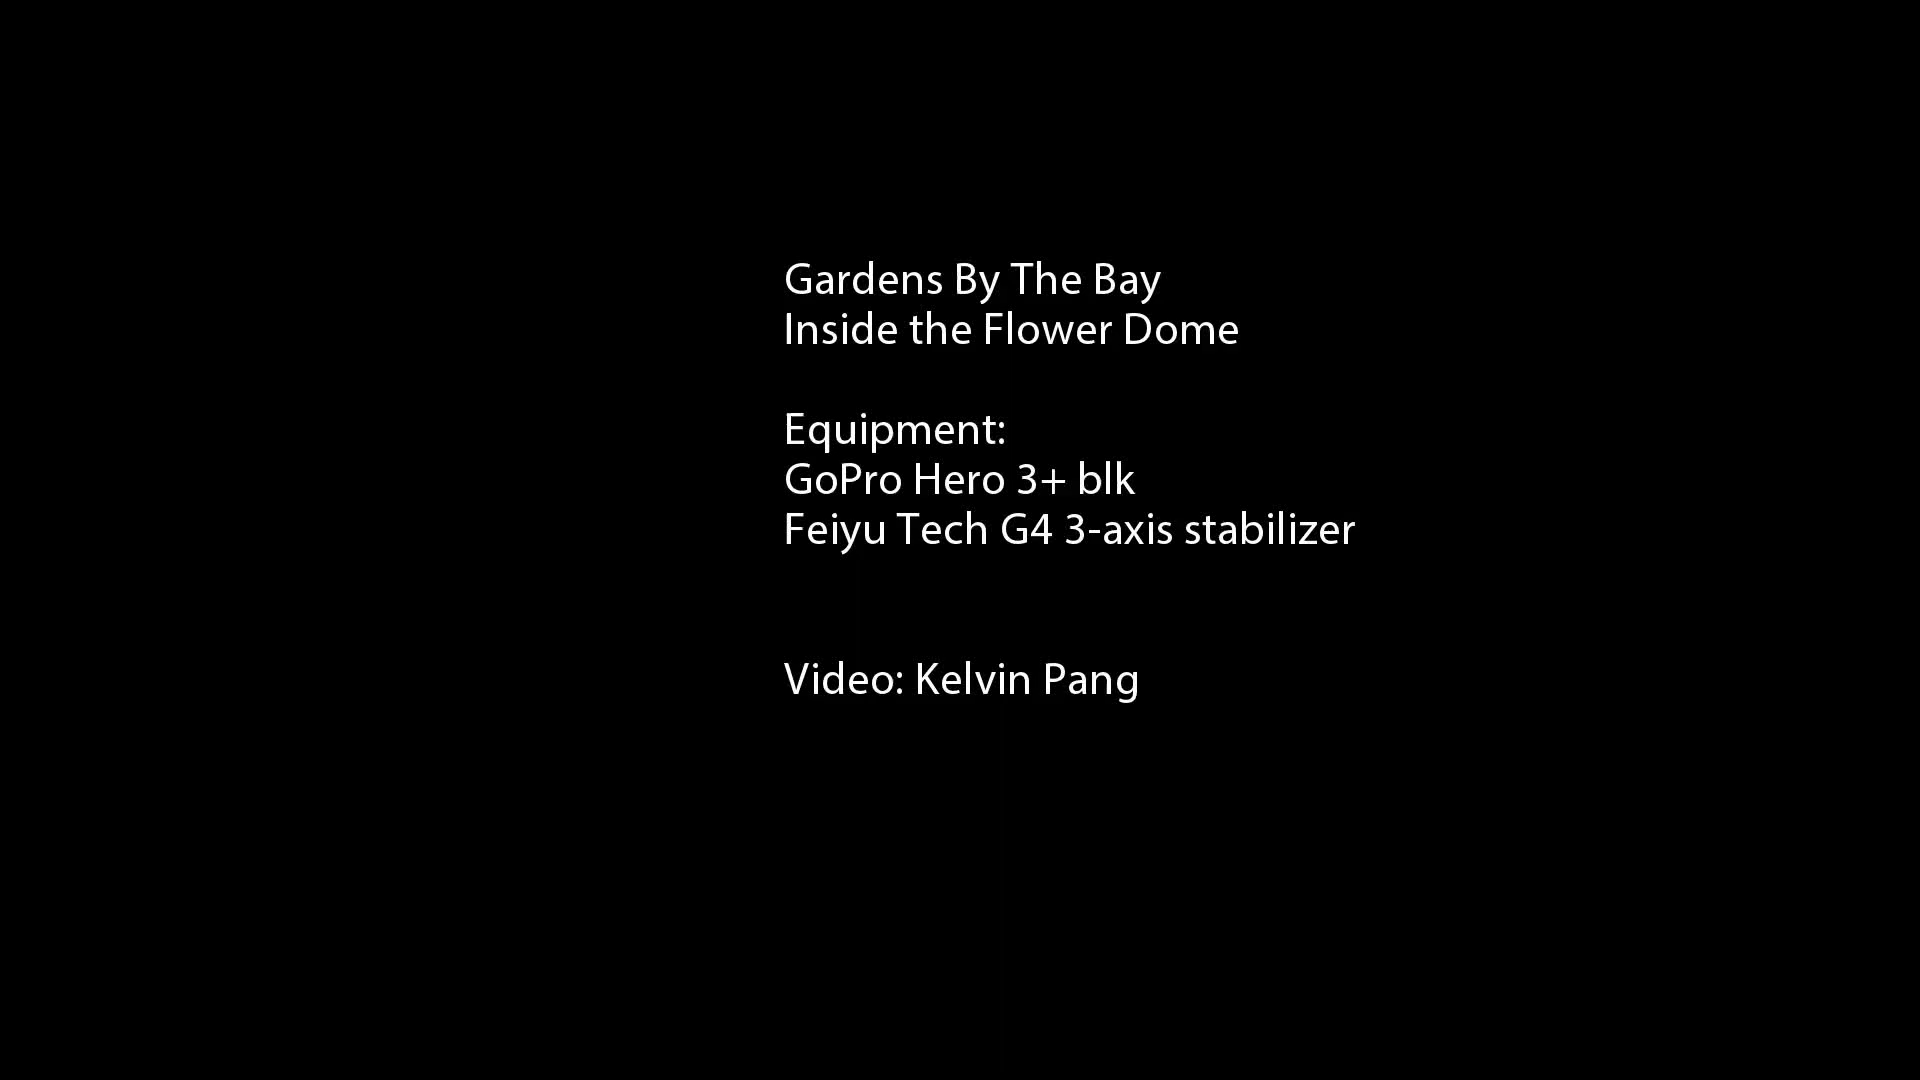 Gardens By The Bay
Inside the Flower Dome
Equipment:
GoPro Hero 3+ blk
Feiyu Tech G4 3-axis stabilizer
Video: Kelvin Pang